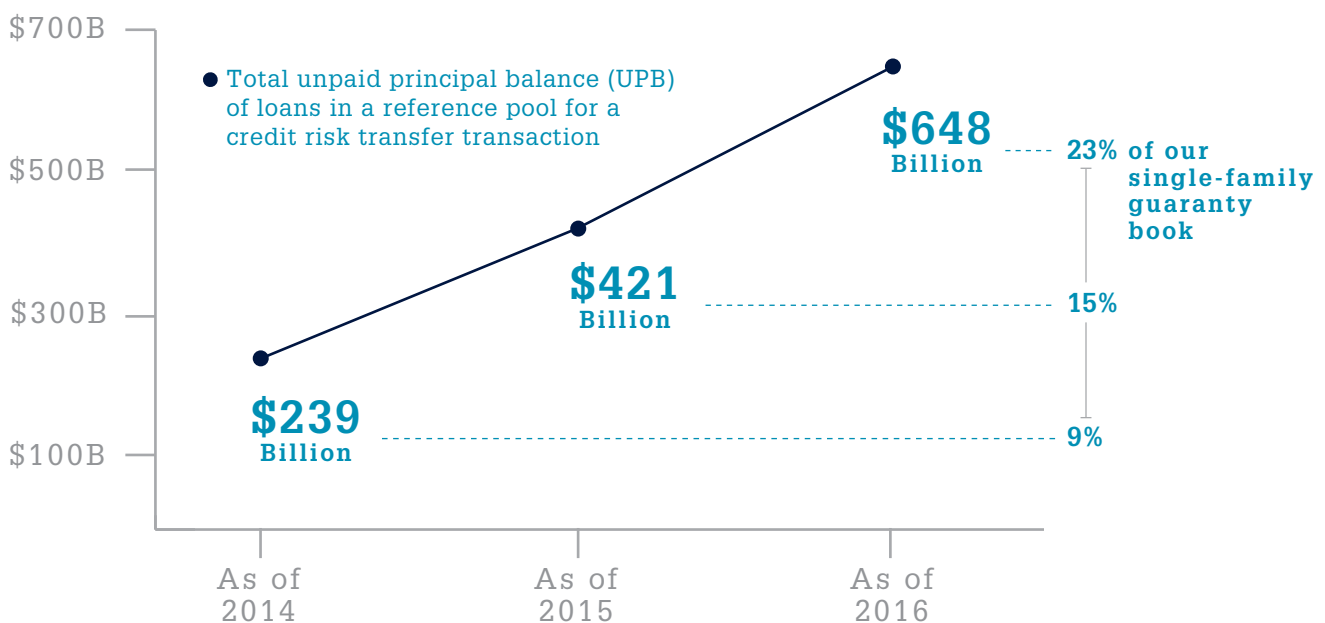 $700B
Total unpaid principal balance (UPB)
of loans in a reference pool for a
credit risk transfer transaction
$648
Billion
23% of our
single-family
guaranty
book
$500B
$421
Billion
15%
$300B
$239
Billion
9%
$100B
As of
2014
As of
2015
As of
2016